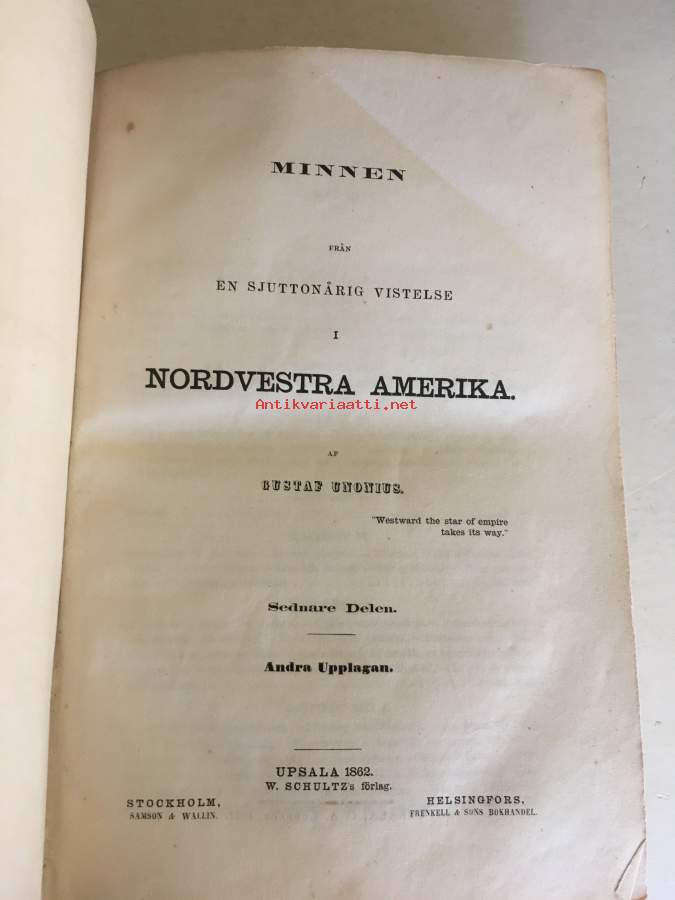 MINNEN
FRÅN
EN SJUTTONÅRIG VISTELSE
I
NORDVESTRA AMERIKA.
Antikvariaatti.net
AF
GUSTAF UNONIUS.
"Westward the star of empire
takes its way."
Sednare Delen.
Andra Upplagan.
UPSALA 1862.
W. SCHULTZ's förlag.
STOCKHOLM,
SAMSON & WALLIN.
HELSINGFORS,
FRENKELL & SONS BOKHANDEL.